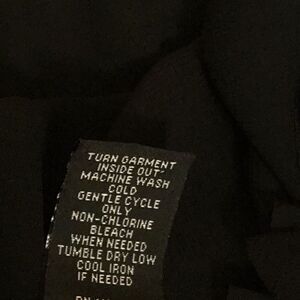 TURN GARMENT
INSIDE OUT
MACHINE WASH
COLD
GENTLE CYCLE
ONLY
NON-CHLORINE
BLEACH
WHEN NEEDED
TUMBLE DRY LOW
COOL IRON
IF NEEDED